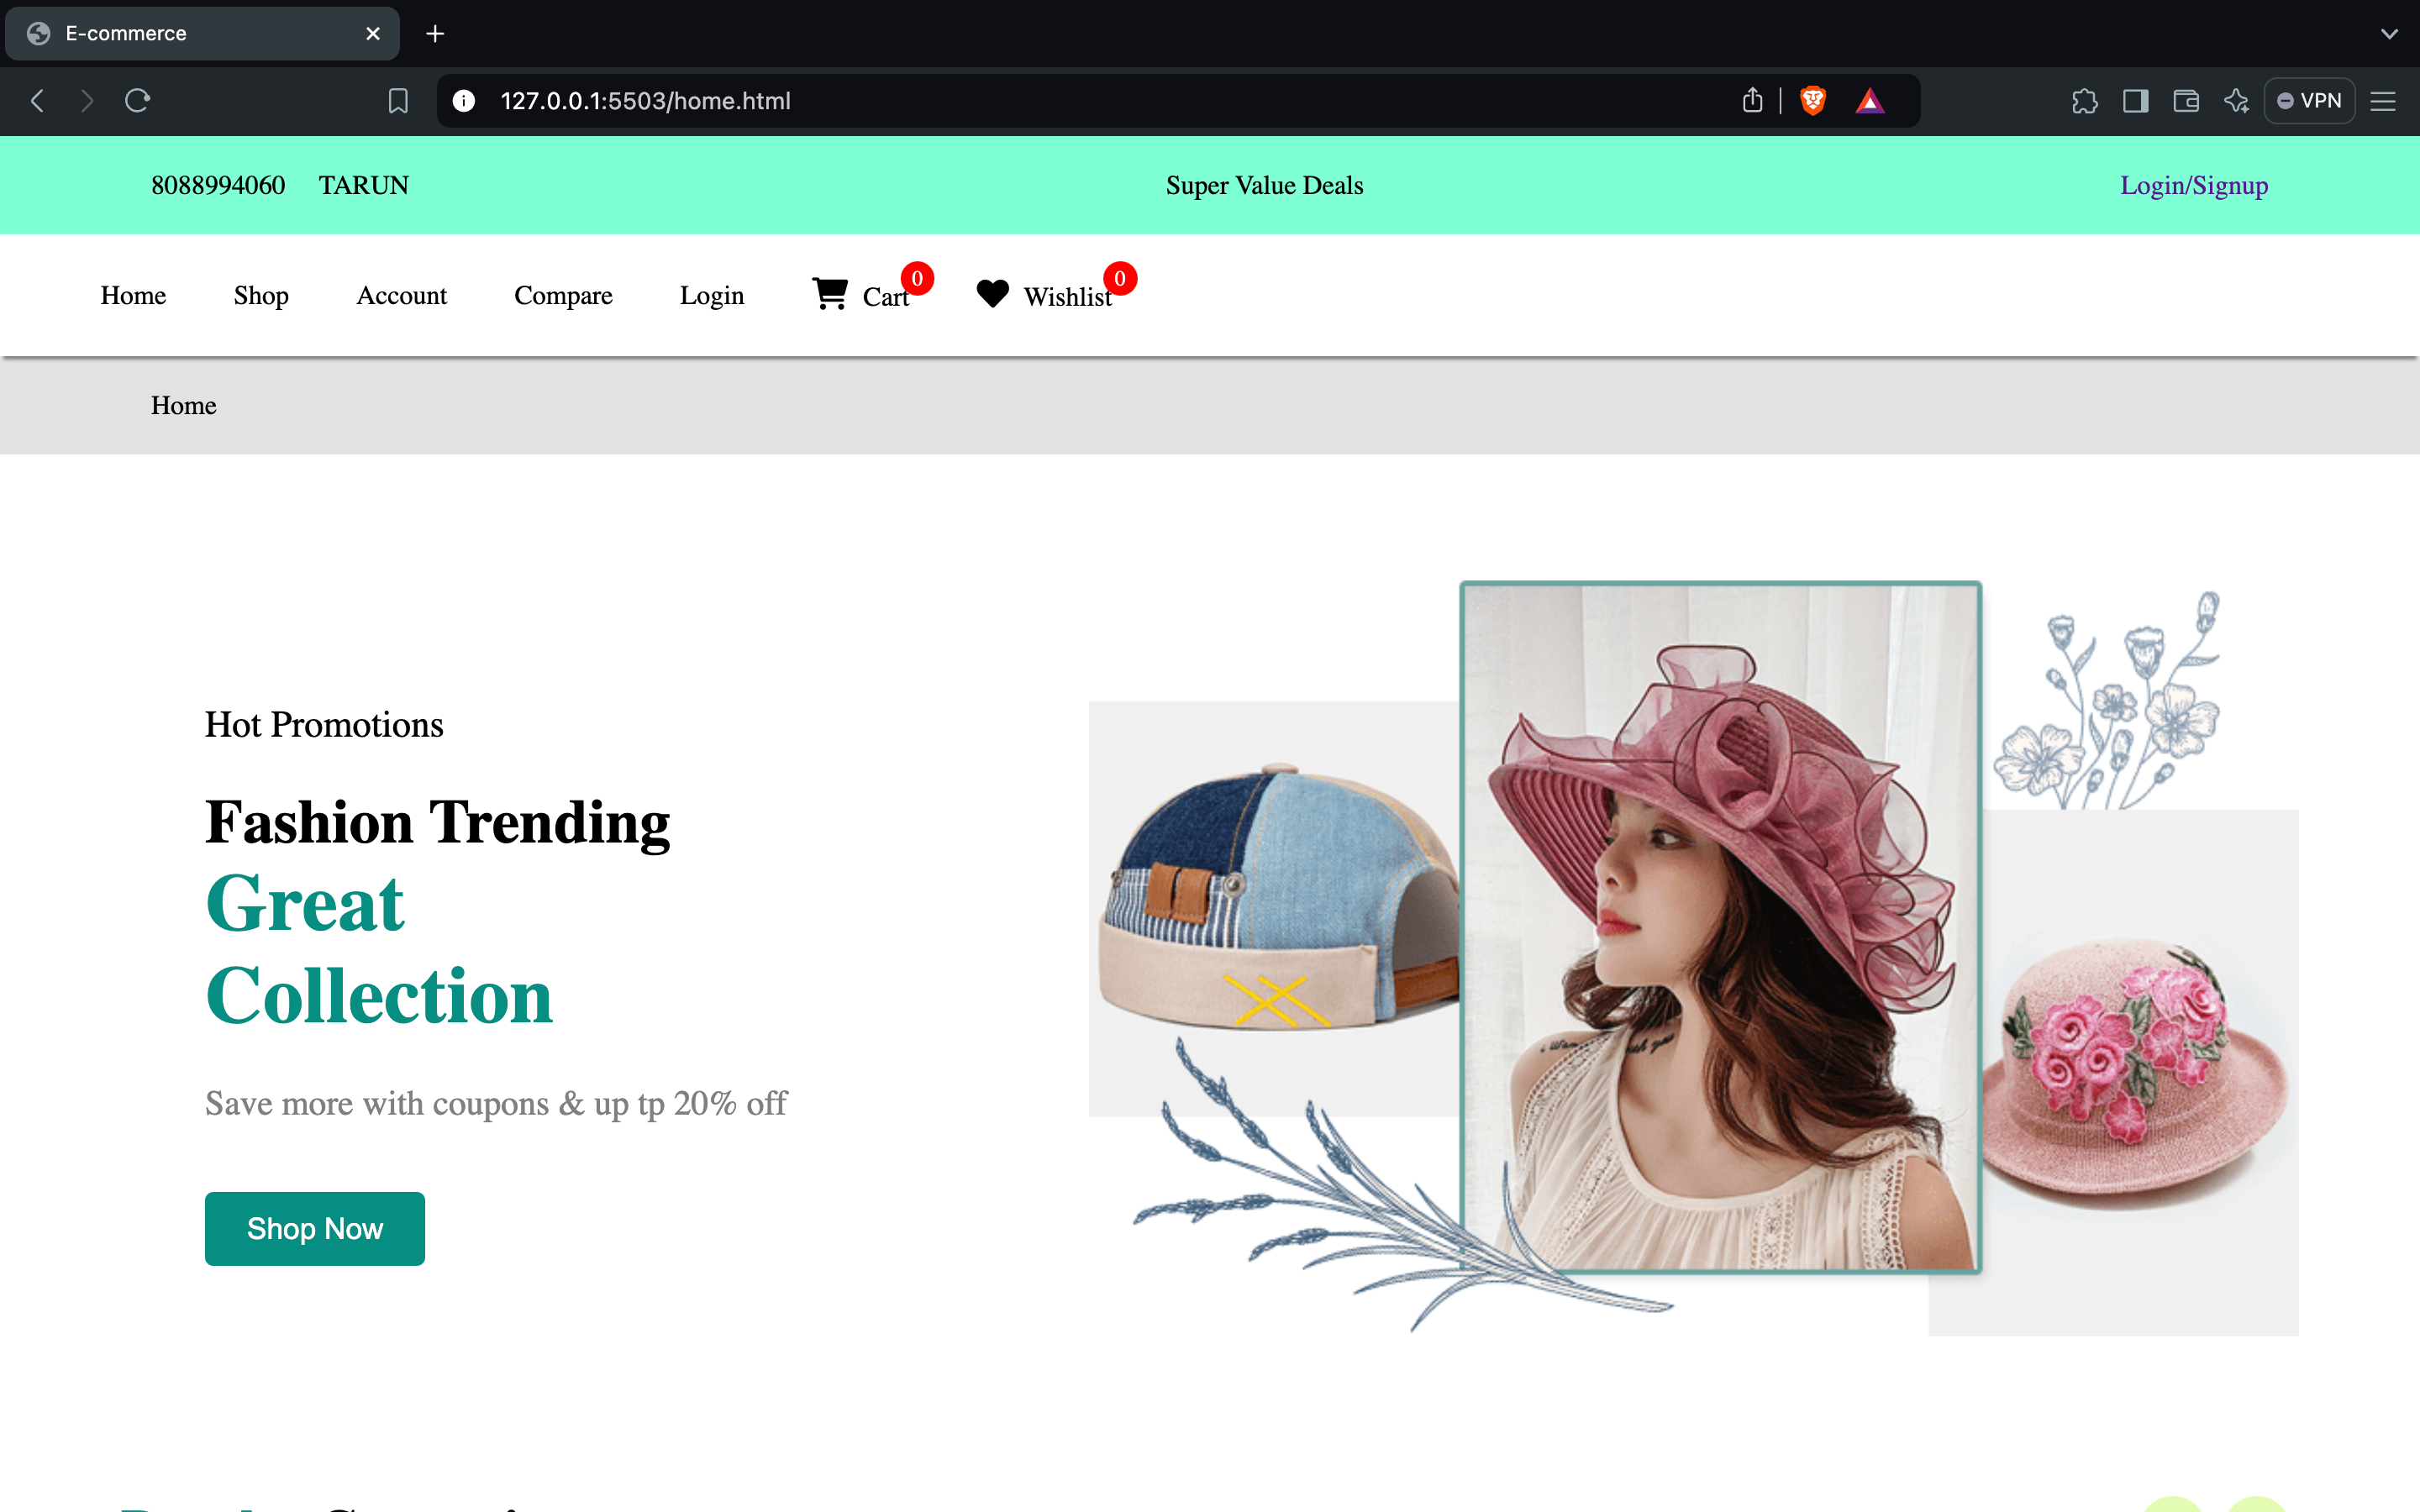 E-commerce
127.0.0.1:5503/home.html
VPN
8088994060 TARUN
Super Value Deals
Login/Signup
Home
Shop
Account
Compare
Login
Cart
0
Wishlist
0
Home
Hot Promotions
Fashion Trending
Great
Collection
Save more with coupons & up tp 20% off
Shop Now